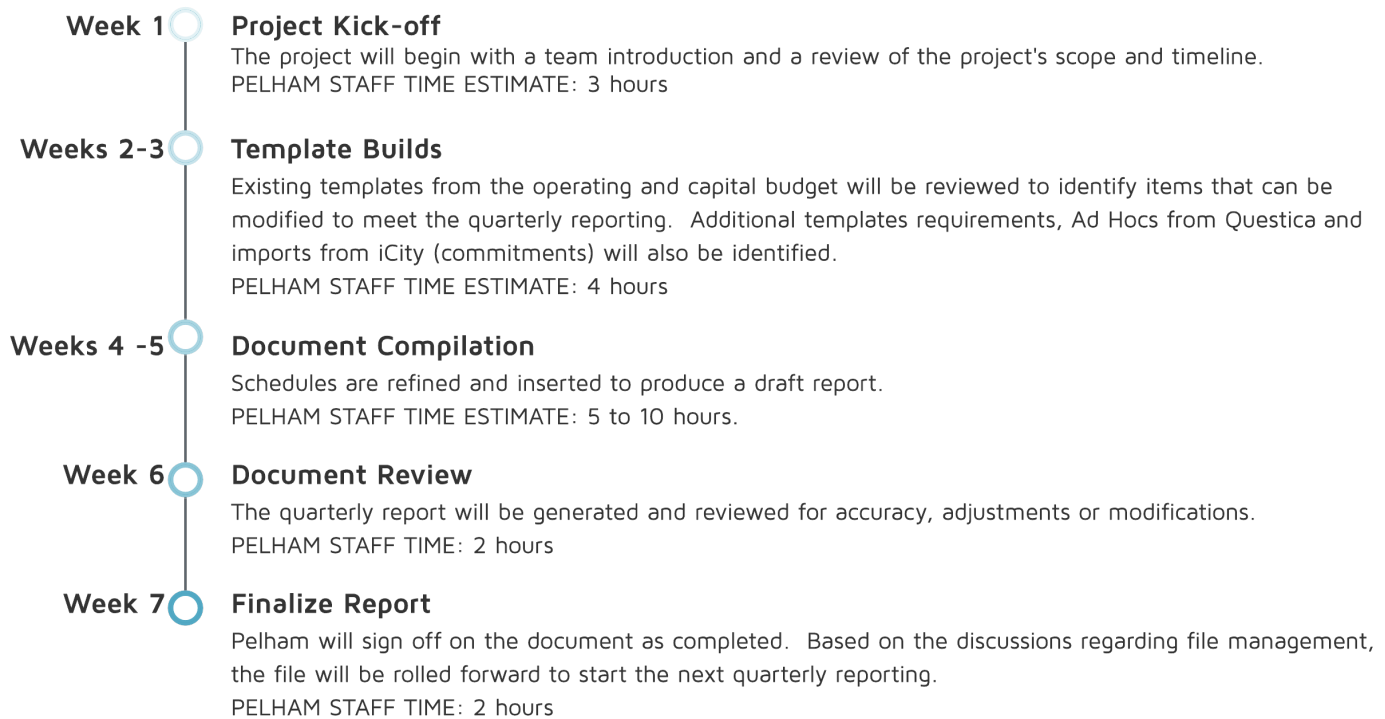 Week 1
Project Kick-off
The project will begin with a team introduction and a review of the project's scope and timeline.
PELHAM STAFF TIME ESTIMATE: 3 hours
Weeks 2-3
Template Builds
Existing templates from the operating and capital budget will be reviewed to identify items that can be
modified to meet the quarterly reporting.  Additional templates requirements, Ad Hocs from Questica and
imports from iCity (commitments) will also be identified.
PELHAM STAFF TIME ESTIMATE: 4 hours
Weeks 4 -5
Document Compilation
Schedules are refined and inserted to produce a draft report.
PELHAM STAFF TIME ESTIMATE: 5 to 10 hours.
Week 6
Document Review
The quarterly report will be generated and reviewed for accuracy, adjustments or modifications.
PELHAM STAFF TIME: 2 hours
Week 7
Finalize Report
Pelham will sign off on the document as completed.  Based on the discussions regarding file management,
the file will be rolled forward to start the next quarterly reporting.
PELHAM STAFF TIME: 2 hours